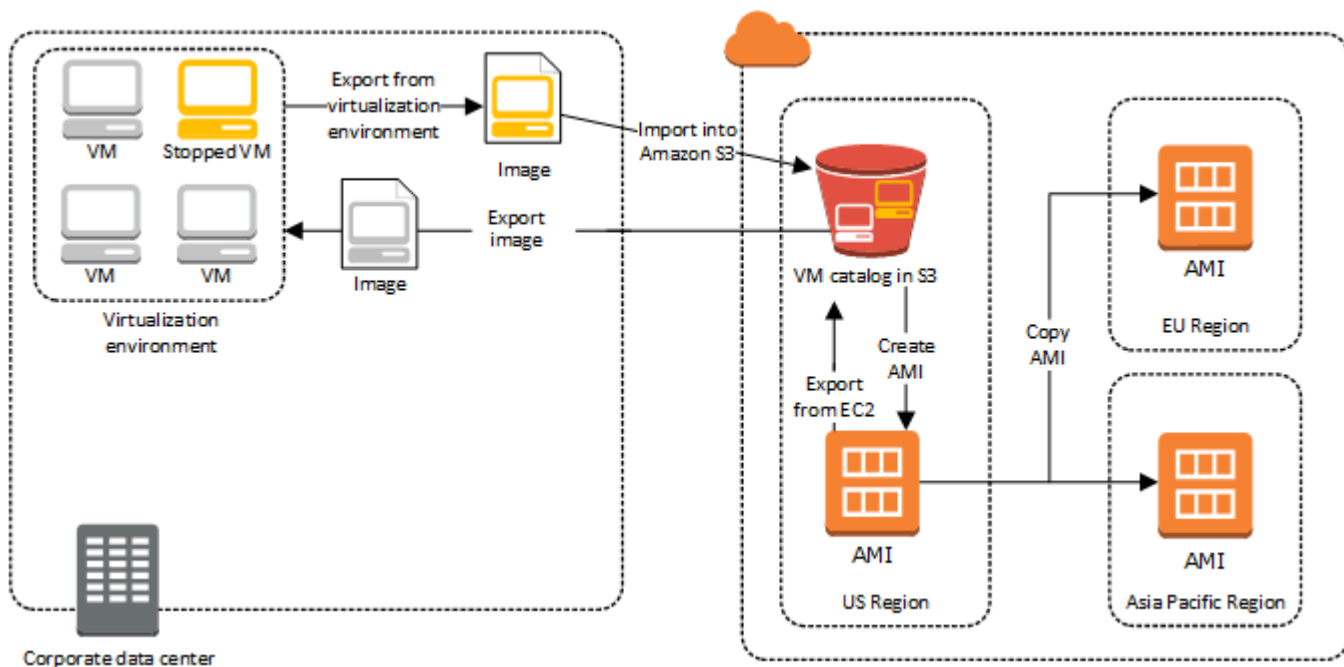 VM
Stopped VM
VM
VM
Virtualization
environment
Export from
virtualization
environment
Image
Export
image
Image
Corporate data center
Import into
Amazon S3
VM catalog in S3
Export
from EC2
Create
AMI
AMI
US Region
Copy
AMI
AMI
EU Region
AMI
Asia Pacific Region